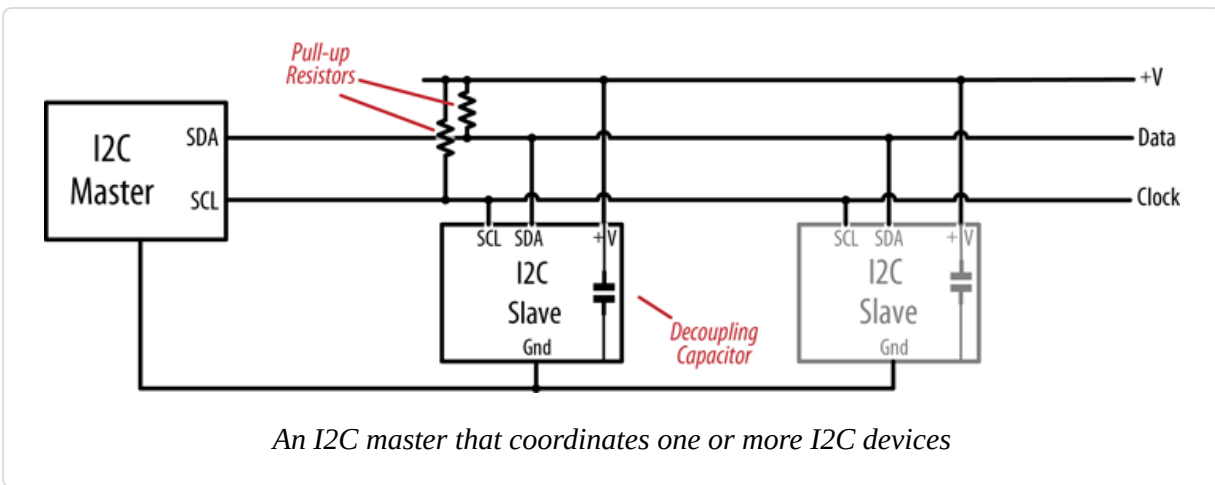 Pull-up
Resistors
+V
I2C
Master
SDA
SCL
Data
Clock
SCL SDA +V
I2C
Slave
Gnd
Decoupling
Capacitor
SCL SDA +V
I2C
Slave
Gnd
An I2C master that coordinates one or more I2C devices